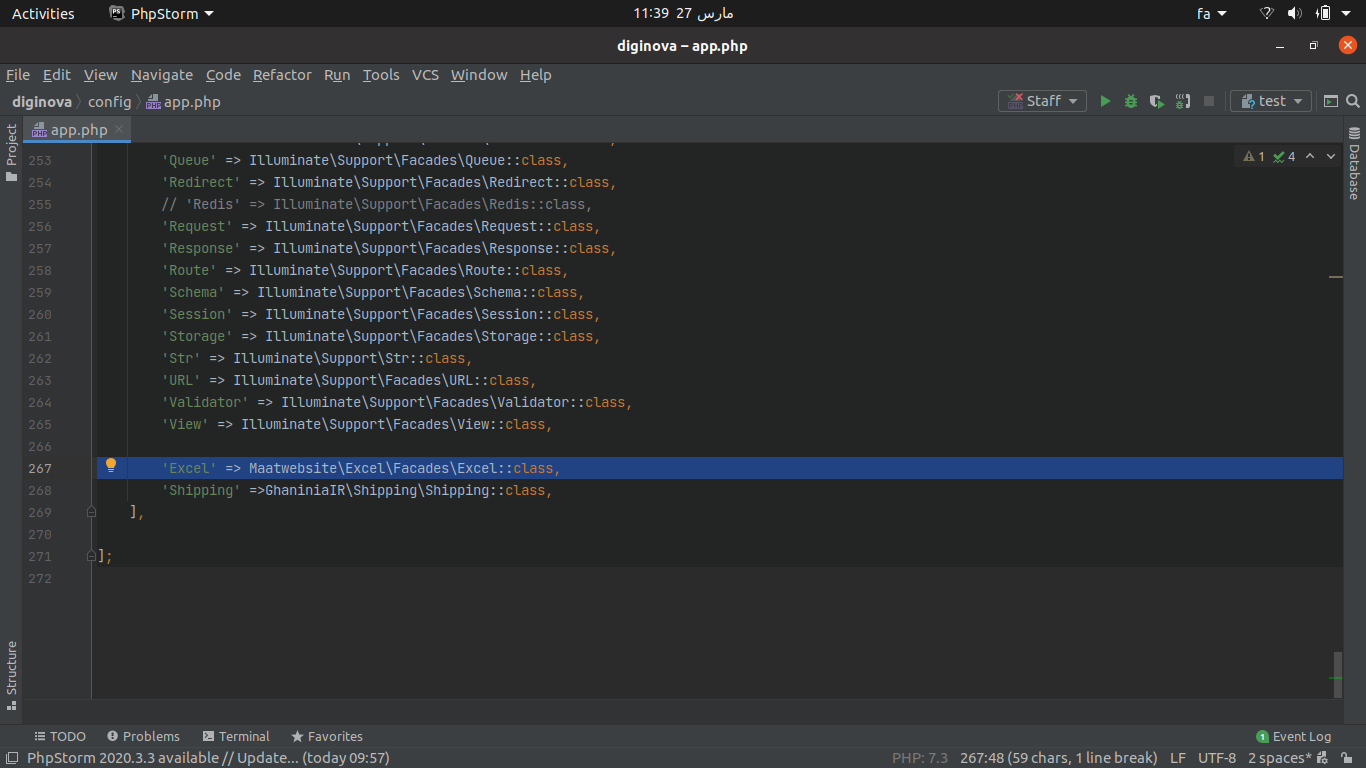 Activities PhpStorm 11:39 27 مارس fa
diginova – app.php
File Edit View Navigate Code Refactor Run Tools VCS Window Help
diginova config app.php Staff test
app.php
Project
Database
1 4
253 'Queue' => Illuminate\Support\Facades\Queue::class,
254 'Redirect' => Illuminate\Support\Facades\Redirect::class,
255 // 'Redis' => Illuminate\Support\Facades\Redis::class,
256 'Request' => Illuminate\Support\Facades\Request::class,
257 'Response' => Illuminate\Support\Facades\Response::class,
258 'Route' => Illuminate\Support\Facades\Route::class,
259 'Schema' => Illuminate\Support\Facades\Schema::class,
260 'Session' => Illuminate\Support\Facades\Session::class,
261 'Storage' => Illuminate\Support\Facades\Storage::class,
262 'Str' => Illuminate\Support\Str::class,
263 'URL' => Illuminate\Support\Facades\URL::class,
264 'Validator' => Illuminate\Support\Facades\Validator::class,
265 'View' => Illuminate\Support\Facades\View::class,
266
267 'Excel' => Maatwebsite\Excel\Facades\Excel::class,
268 'Shipping' =>GhaniniaIR\Shipping\Shipping::class,
269 ],
270
271 ];
272
Structure
TODO Problems Terminal Favorites 1 Event Log
PhpStorm 2020.3.3 available // Update... (today 09:57) PHP: 7.3 267:48 (59 chars, 1 line break) LF UTF-8 2 spaces*